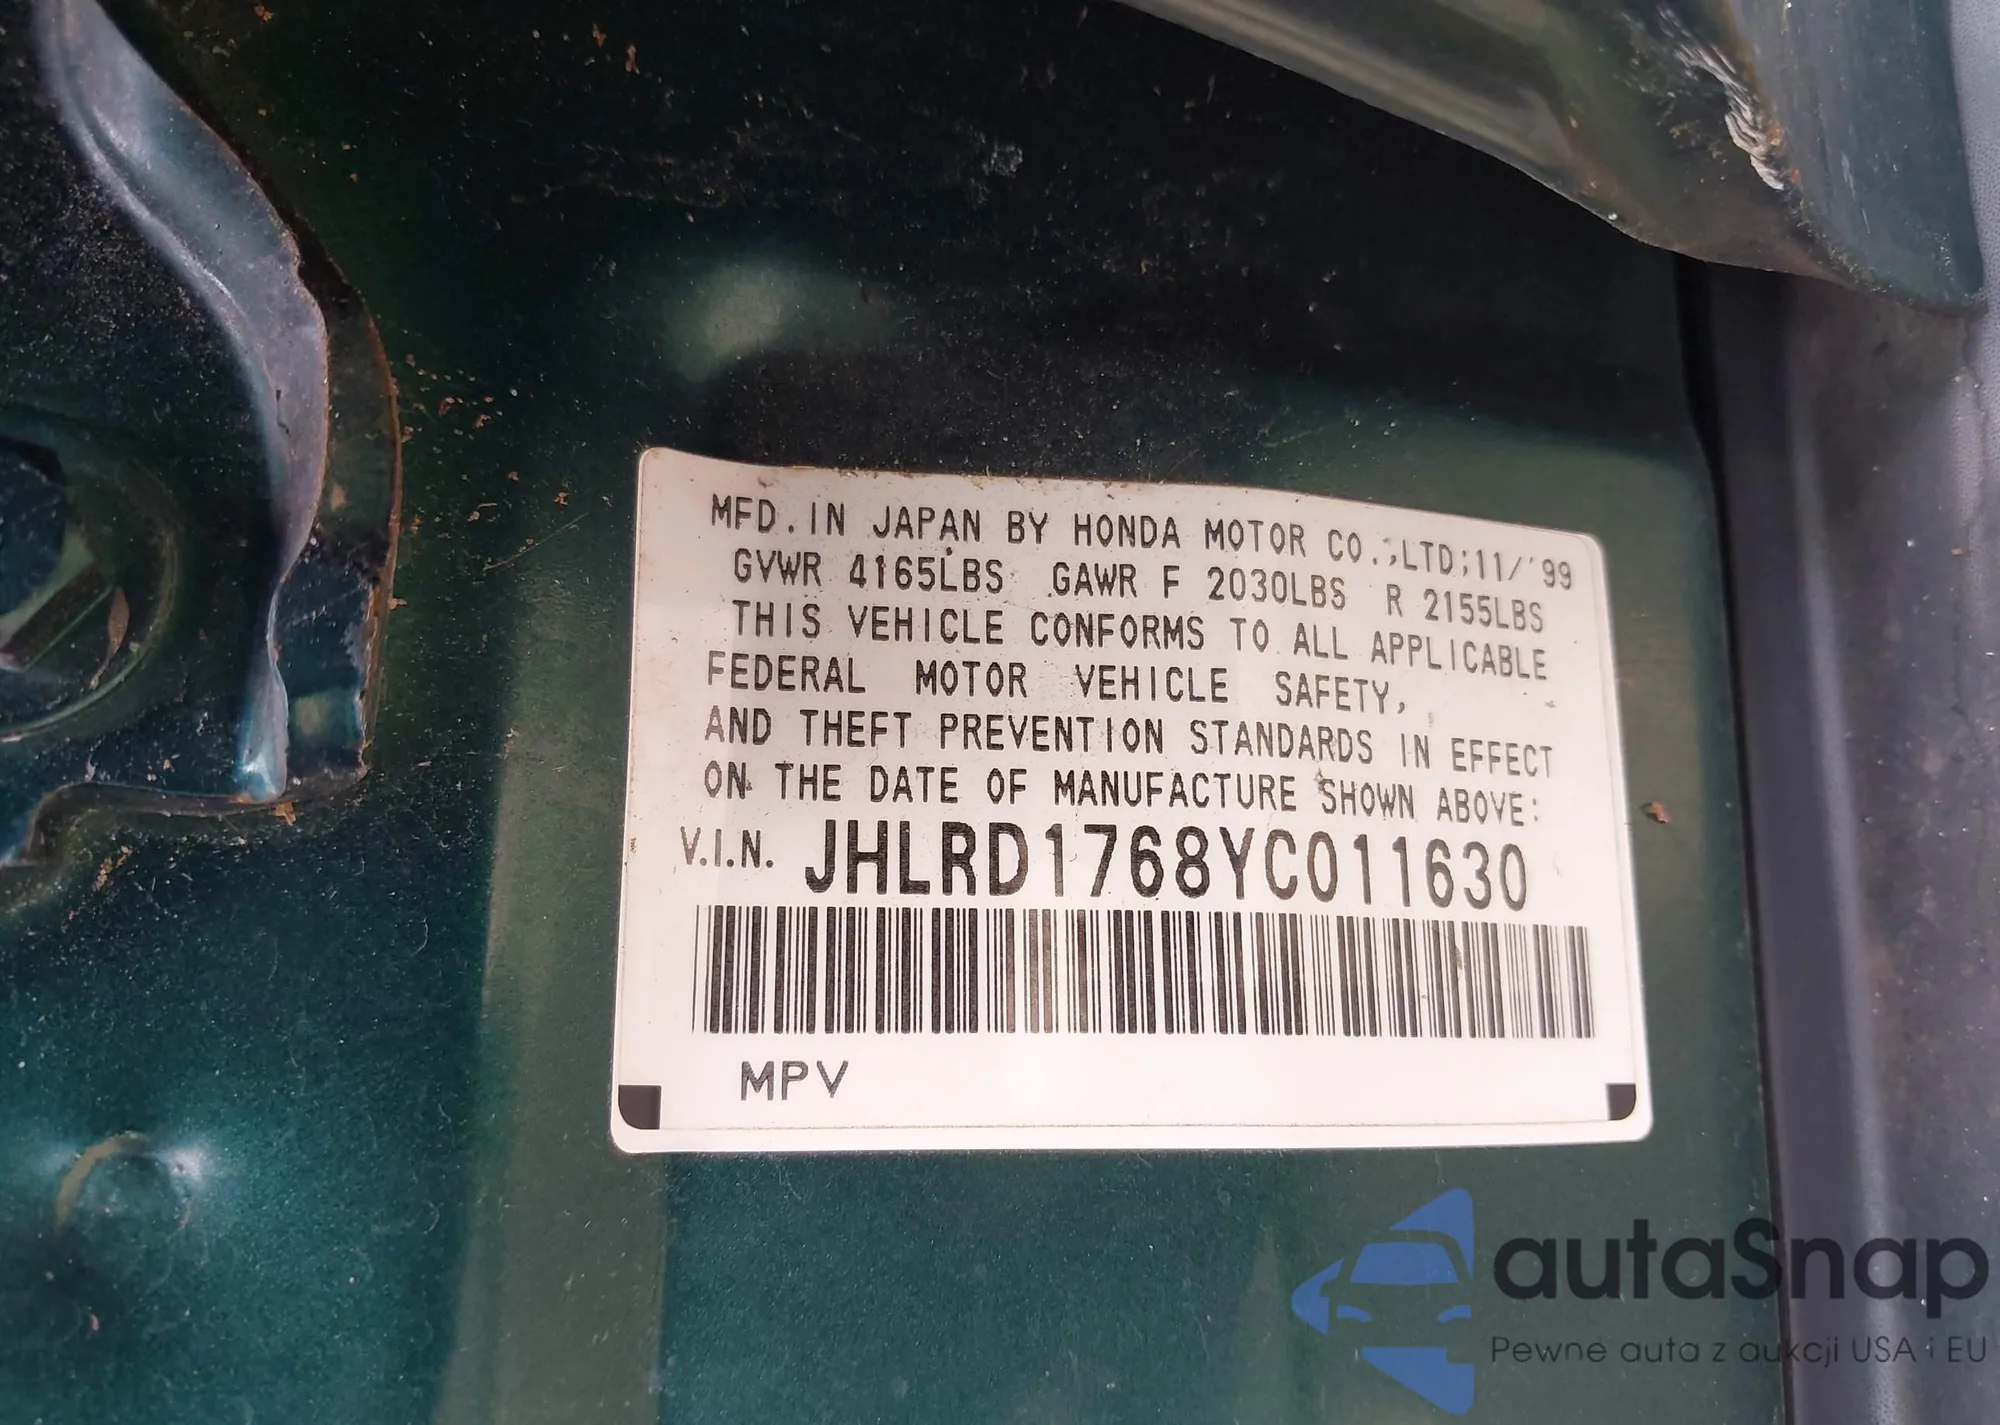 MFD. IN JAPAN BY HONDA MOTOR CO.,LTD;11/'99
GVWR 4165LBS GAWR F 2030LBS R 2155LBS
THIS VEHICLE CONFORMS TO ALL APPLICABLE
FEDERAL MOTOR VEHICLE SAFETY,
AND THEFT PREVENTION STANDARDS IN EFFECT
ON THE DATE OF MANUFACTURE SHOWN ABOVE:
V.I.N. JHLRD1768YC011630
MPV
autaSnap
Pewne auta z aukcji USA i EU